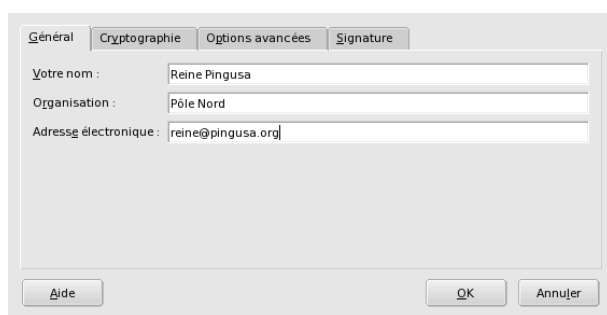 Général Cryptographie Options avancées Signature
Votre nom : Reine Pingusa
Organisation : Pôle Nord
Adresse électronique : reine@pingusa.org
Aide OK Annuler